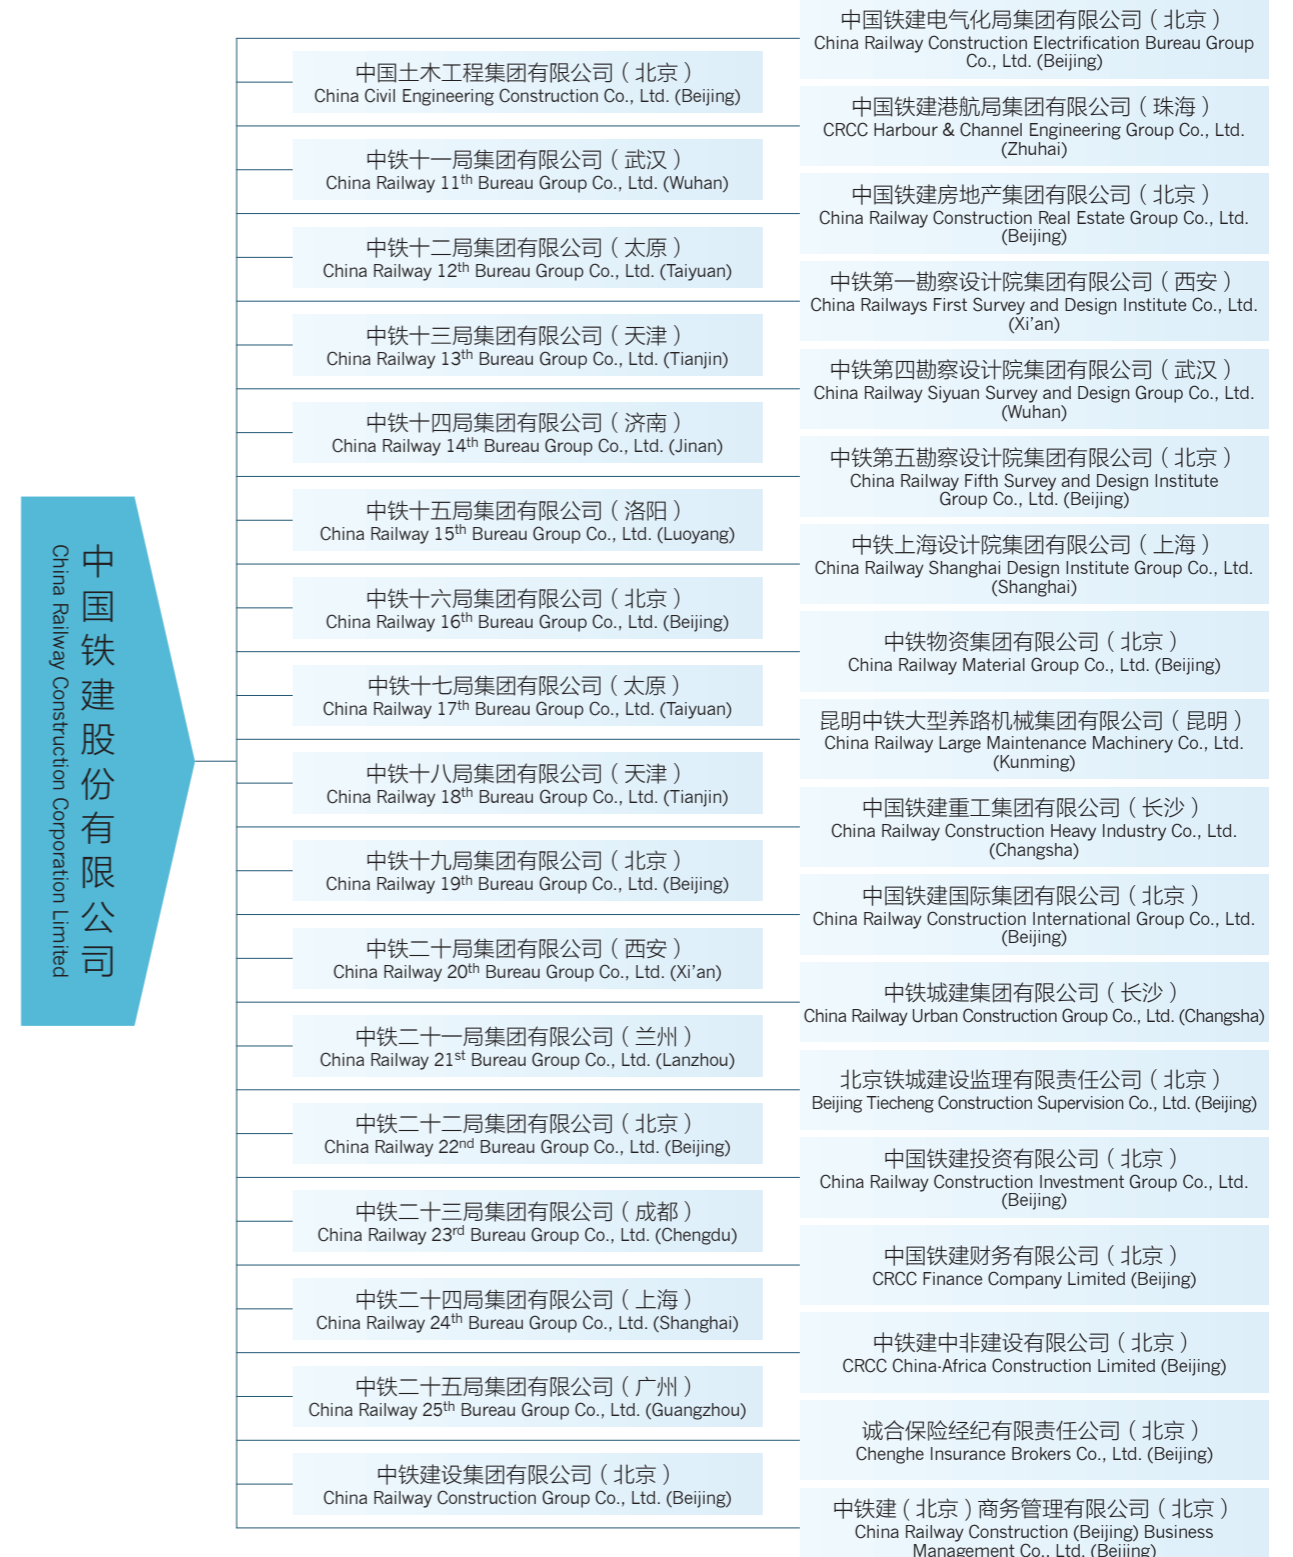 中国铁建股份有限公司
China Railway Construction Corporation Limited
中国土木工程集团有限公司（北京）
China Civil Engineering Construction Co., Ltd. (Beijing)
中铁十一局集团有限公司（武汉）
China Railway 11th Bureau Group Co., Ltd. (Wuhan)
中铁十二局集团有限公司（太原）
China Railway 12th Bureau Group Co., Ltd. (Taiyuan)
中铁十三局集团有限公司（天津）
China Railway 13th Bureau Group Co., Ltd. (Tianjin)
中铁十四局集团有限公司（济南）
China Railway 14th Bureau Group Co., Ltd. (Jinan)
中铁十五局集团有限公司（洛阳）
China Railway 15th Bureau Group Co., Ltd. (Luoyang)
中铁十六局集团有限公司（北京）
China Railway 16th Bureau Group Co., Ltd. (Beijing)
中铁十七局集团有限公司（太原）
China Railway 17th Bureau Group Co., Ltd. (Taiyuan)
中铁十八局集团有限公司（天津）
China Railway 18th Bureau Group Co., Ltd. (Tianjin)
中铁十九局集团有限公司（北京）
China Railway 19th Bureau Group Co., Ltd. (Beijing)
中铁二十局集团有限公司（西安）
China Railway 20th Bureau Group Co., Ltd. (Xi’an)
中铁二十一局集团有限公司（兰州）
China Railway 21st Bureau Group Co., Ltd. (Lanzhou)
中铁二十二局集团有限公司（北京）
China Railway 22nd Bureau Group Co., Ltd. (Beijing)
中铁二十三局集团有限公司（成都）
China Railway 23rd Bureau Group Co., Ltd. (Chengdu)
中铁二十四局集团有限公司（上海）
China Railway 24th Bureau Group Co., Ltd. (Shanghai)
中铁二十五局集团有限公司（广州）
China Railway 25th Bureau Group Co., Ltd. (Guangzhou)
中铁建设集团有限公司（北京）
China Railway Construction Group Co., Ltd. (Beijing)
中国铁建电气化局集团有限公司（北京）
China Railway Construction Electrification Bureau Group
Co., Ltd. (Beijing)
中国铁建港航局集团有限公司（珠海）
CRCC Harbour & Channel Engineering Group Co., Ltd.
(Zhuhai)
中国铁建房地产集团有限公司（北京）
China Railway Construction Real Estate Group Co., Ltd.
(Beijing)
中铁第一勘察设计院集团有限公司（西安）
China Railways First Survey and Design Institute Co., Ltd.
(Xi’an)
中铁第四勘察设计院集团有限公司（武汉）
China Railway Siyuan Survey and Design Group Co., Ltd.
(Wuhan)
中铁第五勘察设计院集团有限公司（北京）
China Railway Fifth Survey and Design Institute
Group Co., Ltd. (Beijing)
中铁上海设计院集团有限公司（上海）
China Railway Shanghai Design Institute Group Co., Ltd.
(Shanghai)
中铁物资集团有限公司（北京）
China Railway Material Group Co., Ltd. (Beijing)
昆明中铁大型养路机械集团有限公司（昆明）
China Railway Large Maintenance Machinery Co., Ltd.
(Kunming)
中国铁建重工集团有限公司（长沙）
China Railway Construction Heavy Industry Co., Ltd.
(Changsha)
中国铁建国际集团有限公司（北京）
China Railway Construction International Group Co., Ltd.
(Beijing)
中铁城建集团有限公司（长沙）
China Railway Urban Construction Group Co., Ltd. (Changsha)
北京铁城建设监理有限责任公司（北京）
Beijing Tiecheng Construction Supervision Co., Ltd. (Beijing)
中国铁建投资有限公司（北京）
China Railway Construction Investment Group Co., Ltd.
(Beijing)
中国铁建财务有限公司（北京）
CRCC Finance Company Limited (Beijing)
中铁建中非建设有限公司（北京）
CRCC China-Africa Construction Limited (Beijing)
诚合保险经纪有限责任公司（北京）
Chenghe Insurance Brokers Co., Ltd. (Beijing)
中铁建（北京）商务管理有限公司（北京）
China Railway Construction (Beijing) Business
Management Co., Ltd. (Beijing)